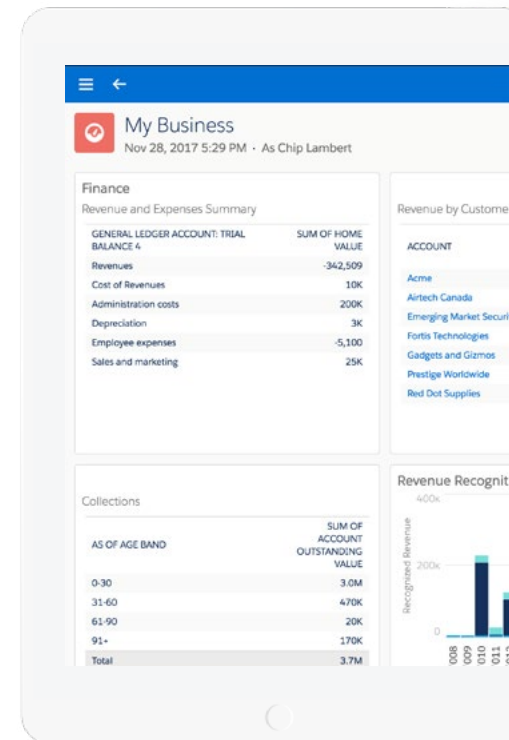 My Business
Nov 28, 2017 5:29 PM · As Chip Lambert
Finance
Revenue and Expenses Summary
GENERAL LEDGER ACCOUNT: TRIAL
BALANCE 4
SUM OF HOME
VALUE
Revenues -342,509
Cost of Revenues 10K
Administration costs 200K
Depreciation 3K
Employee expenses -5,100
Sales and marketing 25K
Revenue by Custome
ACCOUNT
Acme
Airtech Canada
Emerging Market Securi
Fortis Technologies
Gadgets and Gizmos
Prestige Worldwide
Red Dot Supplies
Collections
AS OF AGE BAND
SUM OF
ACCOUNT
OUTSTANDING
VALUE
0-30 3.0M
31-60 470K
61-90 20K
91+ 170K
Total 3.7M
Revenue Recognit
Recognized Revenue
400K
200K
0
008
009
010
011